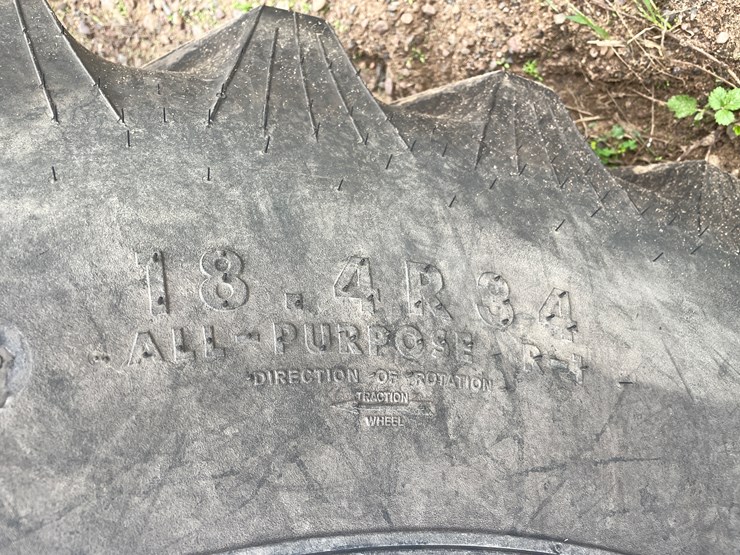 18.4R34
ALL-PURPOSE R-1
DIRECTION OF ROTATION
TRACTION
WHEEL